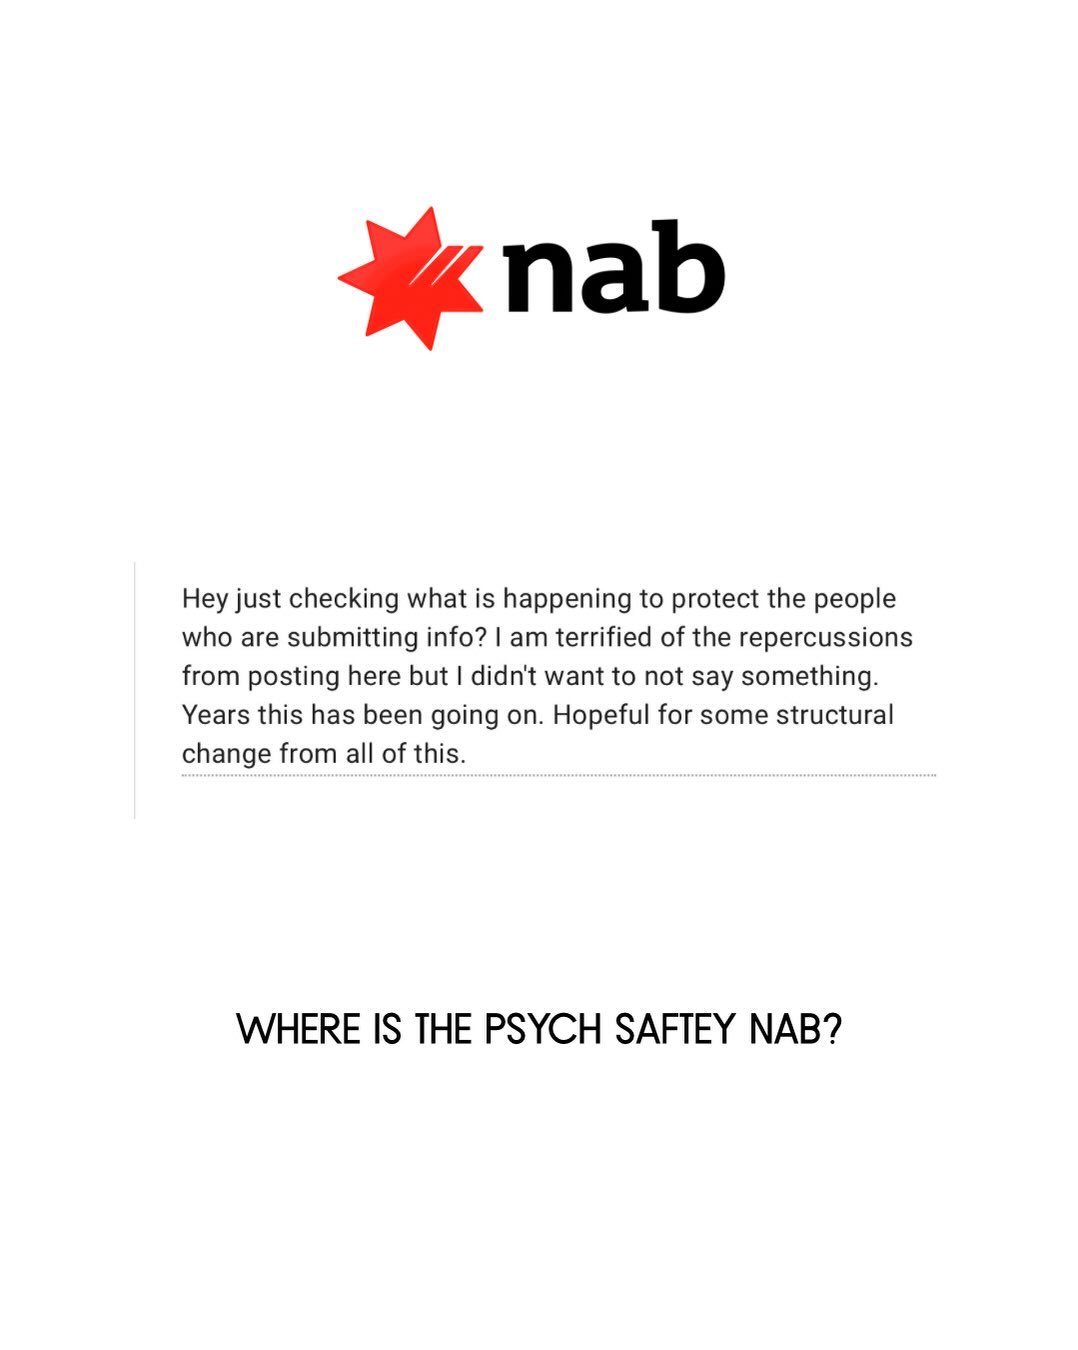 nab
Hey just checking what is happening to protect the people
who are submitting info? I am terrified of the repercussions
from posting here but I didn't want to not say something.
Years this has been going on. Hopeful for some structural
change from all of this.
WHERE IS THE PSYCH SAFTEY NAB?